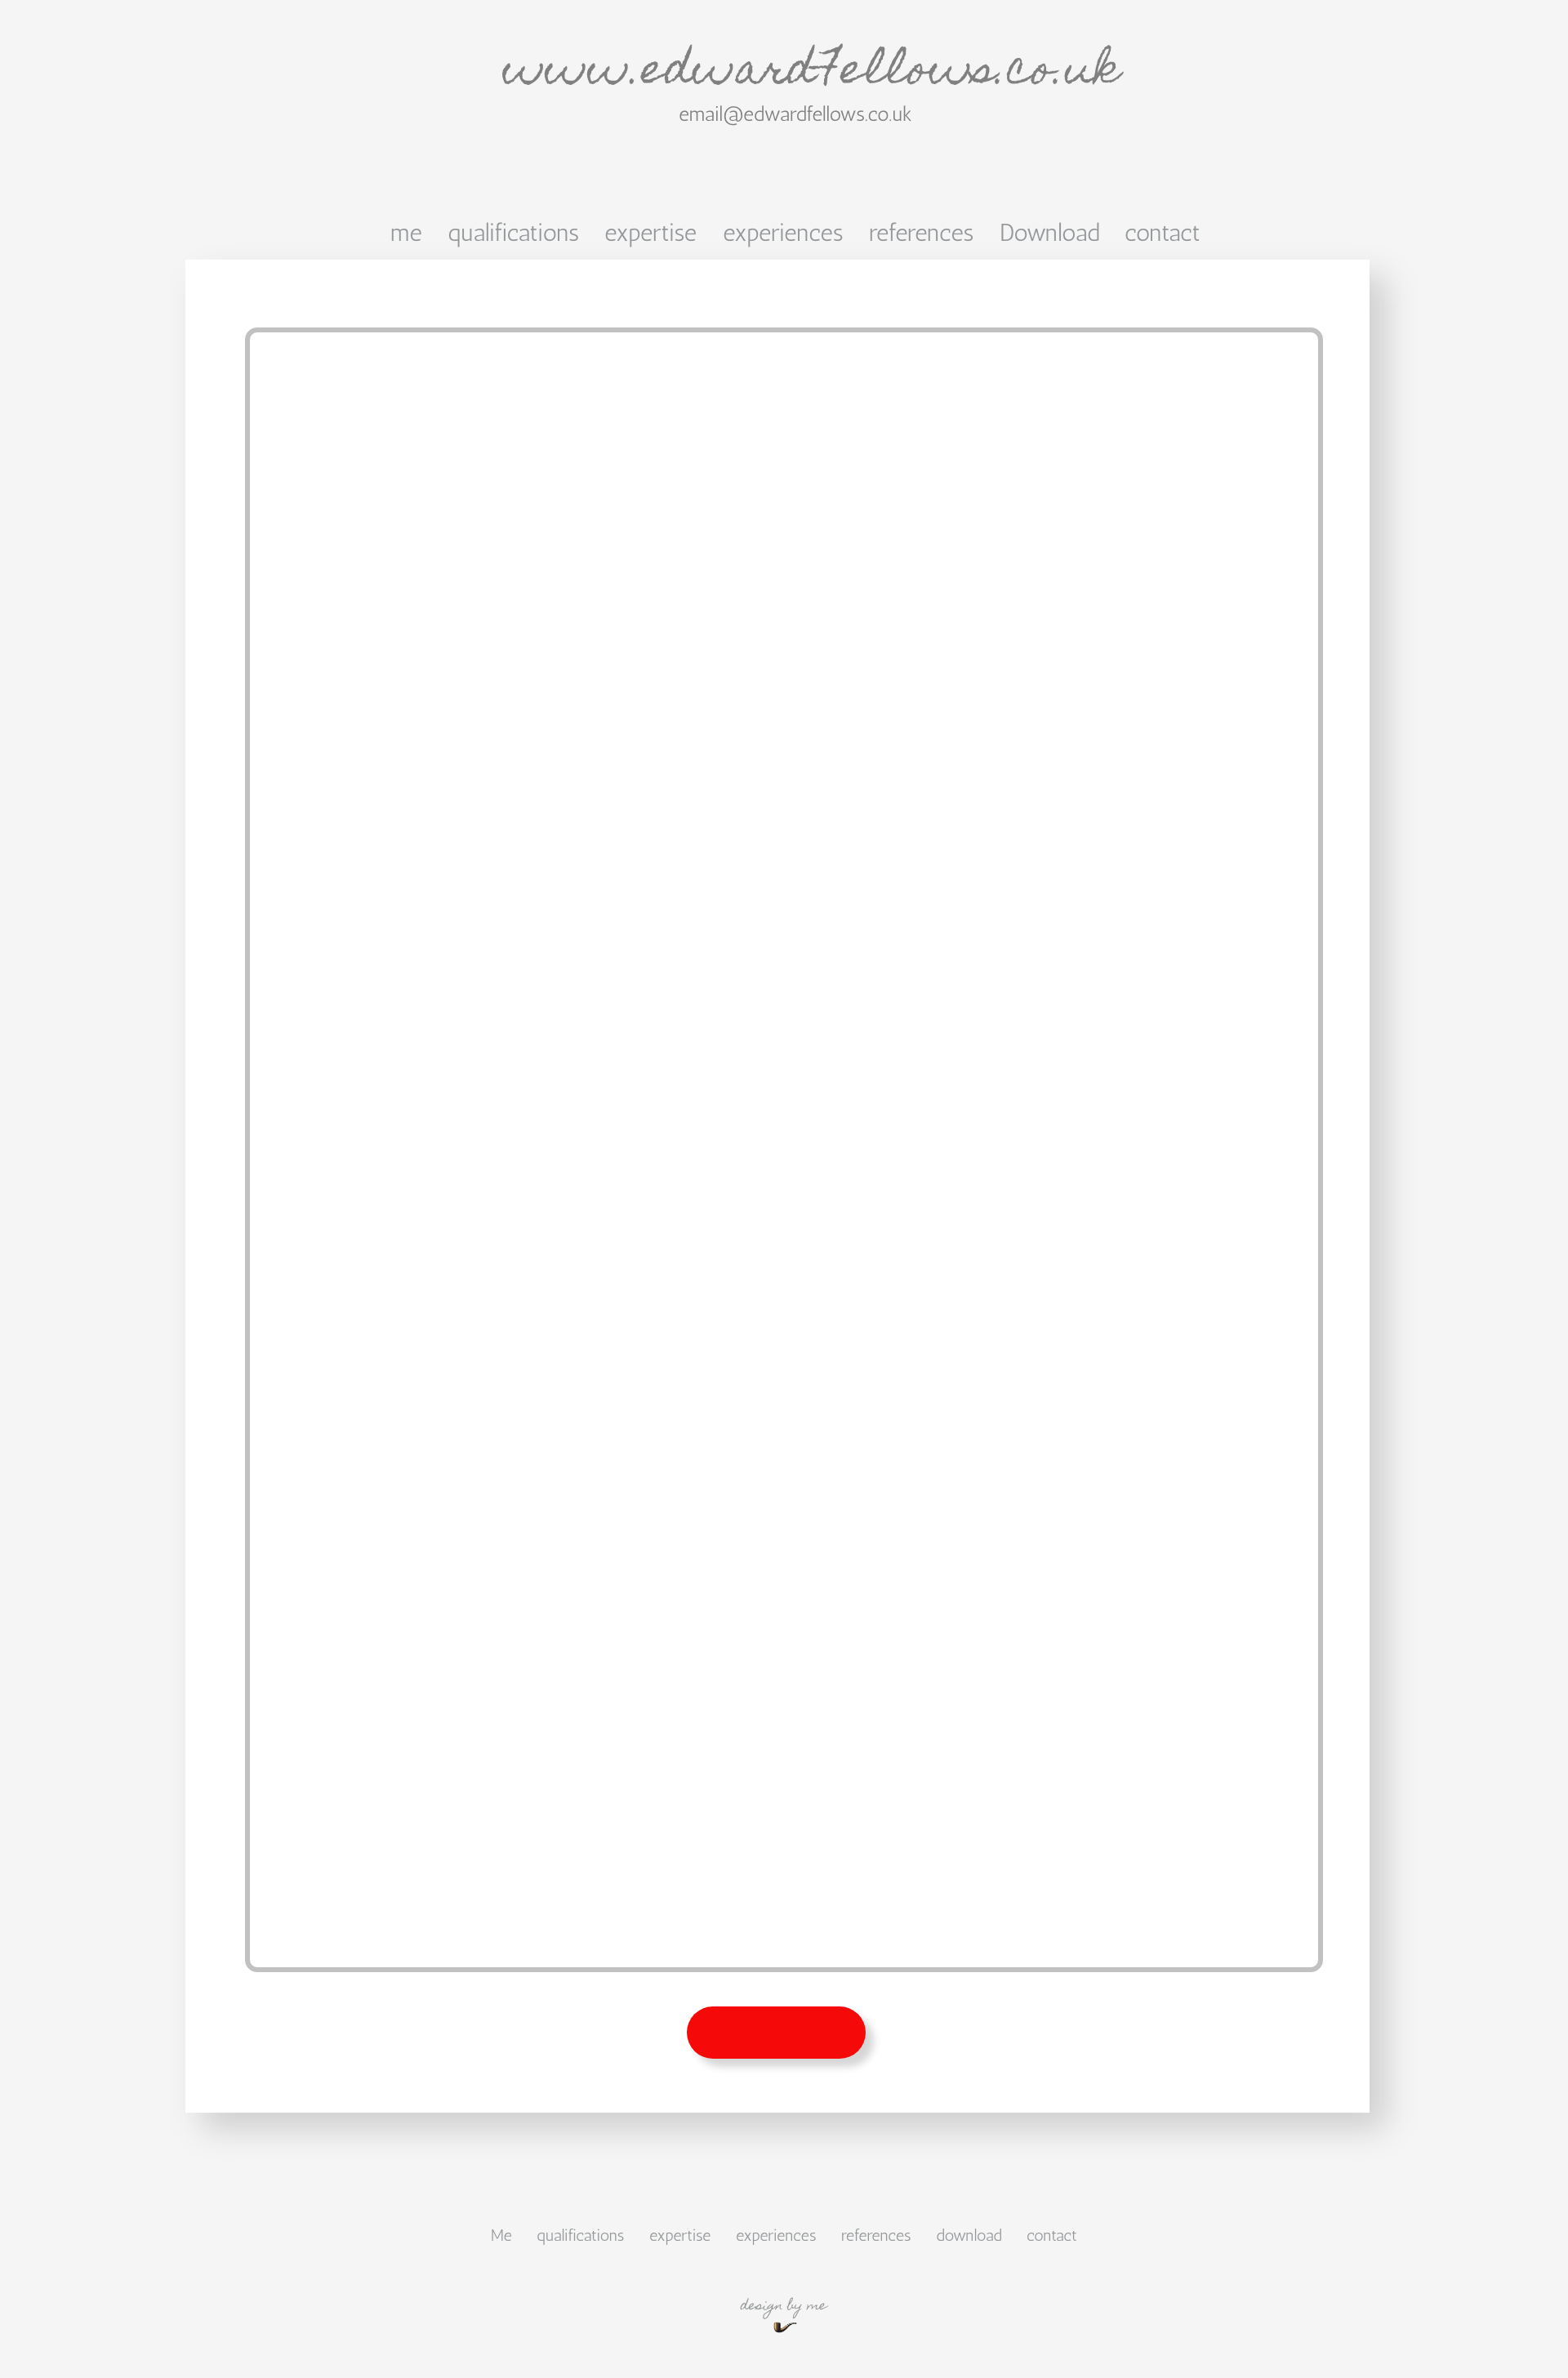 www.edwardFellows.co.uk
email@edwardfellows.co.uk
me qualifications expertise experiences references Download contact
Me qualifications expertise experiences references download contact
design by me